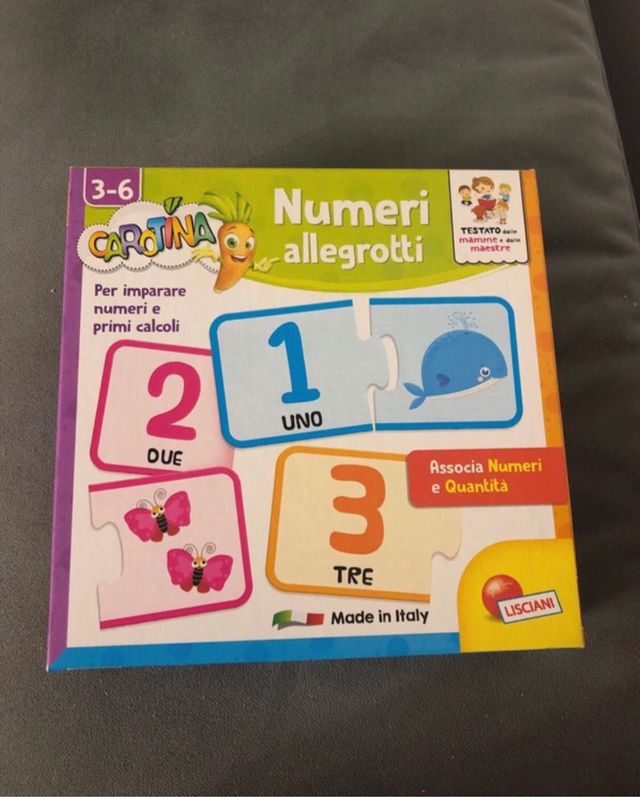 3-6
CAROTINA
Numeri
allegrotti
TESTATO dalle
mamme e dalle
maestre
Per imparare
numeri e
primi calcoli
1
UNO
2
DUE
3
TRE
Associa Numeri
e Quantità
Made in Italy
LISCIANI